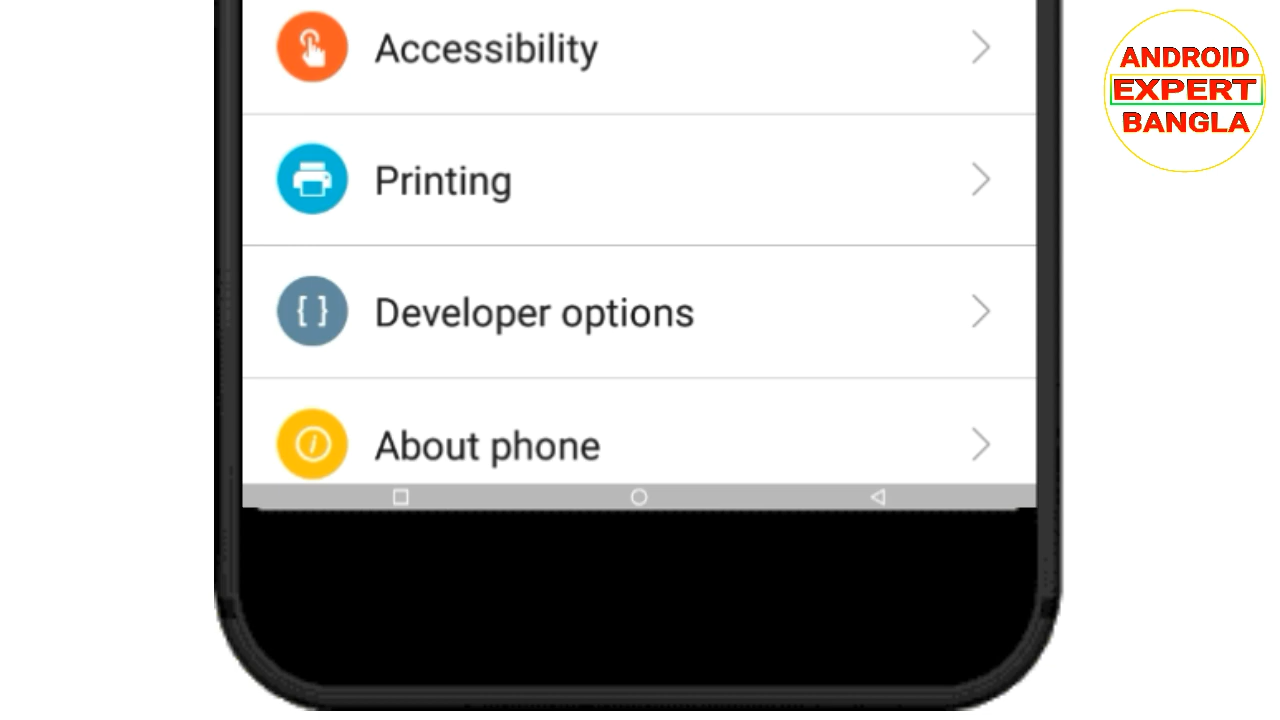 Accessibility
Printing
Developer options
About phone
ANDROID
EXPERT
BANGLA